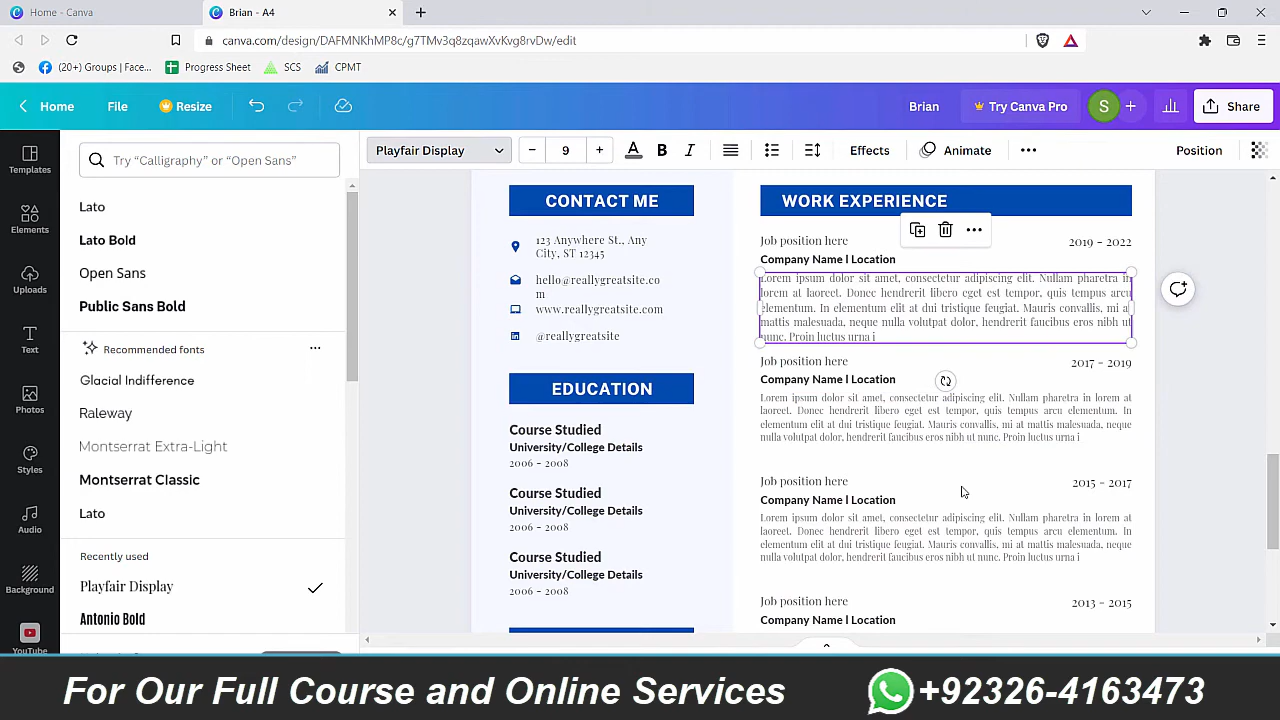 Home - Canva
Brian - A4
canva.com/design/DAFMNKhMP8c/g7TMv3q8zqawXvKvg8rvDw/edit
(20+) Groups | Face...
Progress Sheet
SCS
CPMT
Home
File
Resize
Brian
Try Canva Pro
S
Share
Templates
Elements
Uploads
Text
Photos
Styles
Audio
Background
YouTube
Try “Calligraphy” or “Open Sans”
Lato
Lato Bold
Open Sans
Public Sans Bold
Recommended fonts
Glacial Indifference
Raleway
Montserrat Extra-Light
Montserrat Classic
Lato
Recently used
Playfair Display
Antonio Bold
Playfair Display
9
A
B
I
Effects
Animate
Position
CONTACT ME
123 Anywhere St., Any
City, ST 12345
hello@reallygreatsite.co
m
www.reallygreatsite.com
@reallygreatsite
EDUCATION
Course Studied
University/College Details
2006 - 2008
Course Studied
University/College Details
2006 - 2008
Course Studied
University/College Details
2006 - 2008
WORK EXPERIENCE
Job position here 2019 - 2022
Company Name l Location
Lorem ipsum dolor sit amet, consectetur adipiscing elit. Nullam pharetra in
lorem at laoreet. Donec hendrerit libero eget est tempor, quis tempus arcu
elementum. In elementum elit at dui tristique feugiat. Mauris convallis, mi at
mattis malesuada, neque nulla volutpat dolor, hendrerit faucibus eros nibh ut
nunc. Proin luctus urna i
Job position here 2017 - 2019
Company Name l Location
Lorem ipsum dolor sit amet, consectetur adipiscing elit. Nullam pharetra in lorem at
laoreet. Donec hendrerit libero eget est tempor, quis tempus arcu elementum. In
elementum elit at dui tristique feugiat. Mauris convallis, mi at mattis malesuada, neque
nulla volutpat dolor, hendrerit faucibus eros nibh ut nunc. Proin luctus urna i
Job position here 2015 - 2017
Company Name l Location
Lorem ipsum dolor sit amet, consectetur adipiscing elit. Nullam pharetra in lorem at
laoreet. Donec hendrerit libero eget est tempor, quis tempus arcu elementum. In
elementum elit at dui tristique feugiat. Mauris convallis, mi at mattis malesuada, neque
nulla volutpat dolor, hendrerit faucibus eros nibh ut nunc. Proin luctus urna i
Job position here 2013 - 2015
Company Name l Location
For Our Full Course and Online Services +92326-4163473